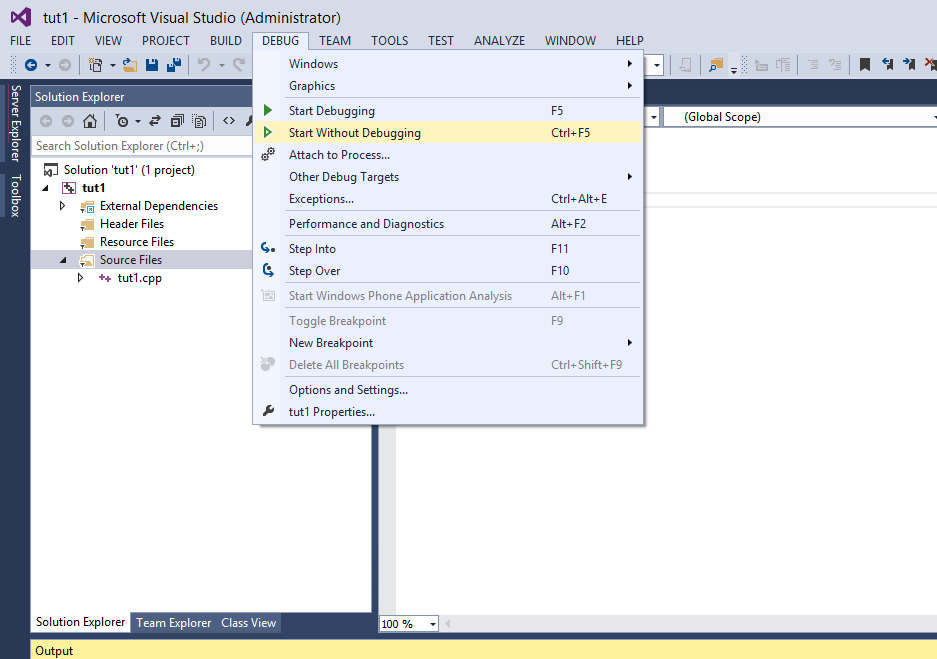 tut1 - Microsoft Visual Studio (Administrator)
FILE EDIT VIEW PROJECT BUILD DEBUG TEAM TOOLS TEST ANALYZE WINDOW HELP
Server Explorer
Toolbox
Solution Explorer
Search Solution Explorer (Ctrl+;)
Solution 'tut1' (1 project)
tut1
External Dependencies
Header Files
Resource Files
Source Files
tut1.cpp
Windows
Graphics
Start Debugging F5
Start Without Debugging Ctrl+F5
Attach to Process...
Other Debug Targets
Exceptions... Ctrl+Alt+E
Performance and Diagnostics Alt+F2
Step Into F11
Step Over F10
Start Windows Phone Application Analysis Alt+F1
Toggle Breakpoint F9
New Breakpoint
Delete All Breakpoints Ctrl+Shift+F9
Options and Settings...
tut1 Properties...
(Global Scope)
Solution Explorer Team Explorer Class View
100 %
Output